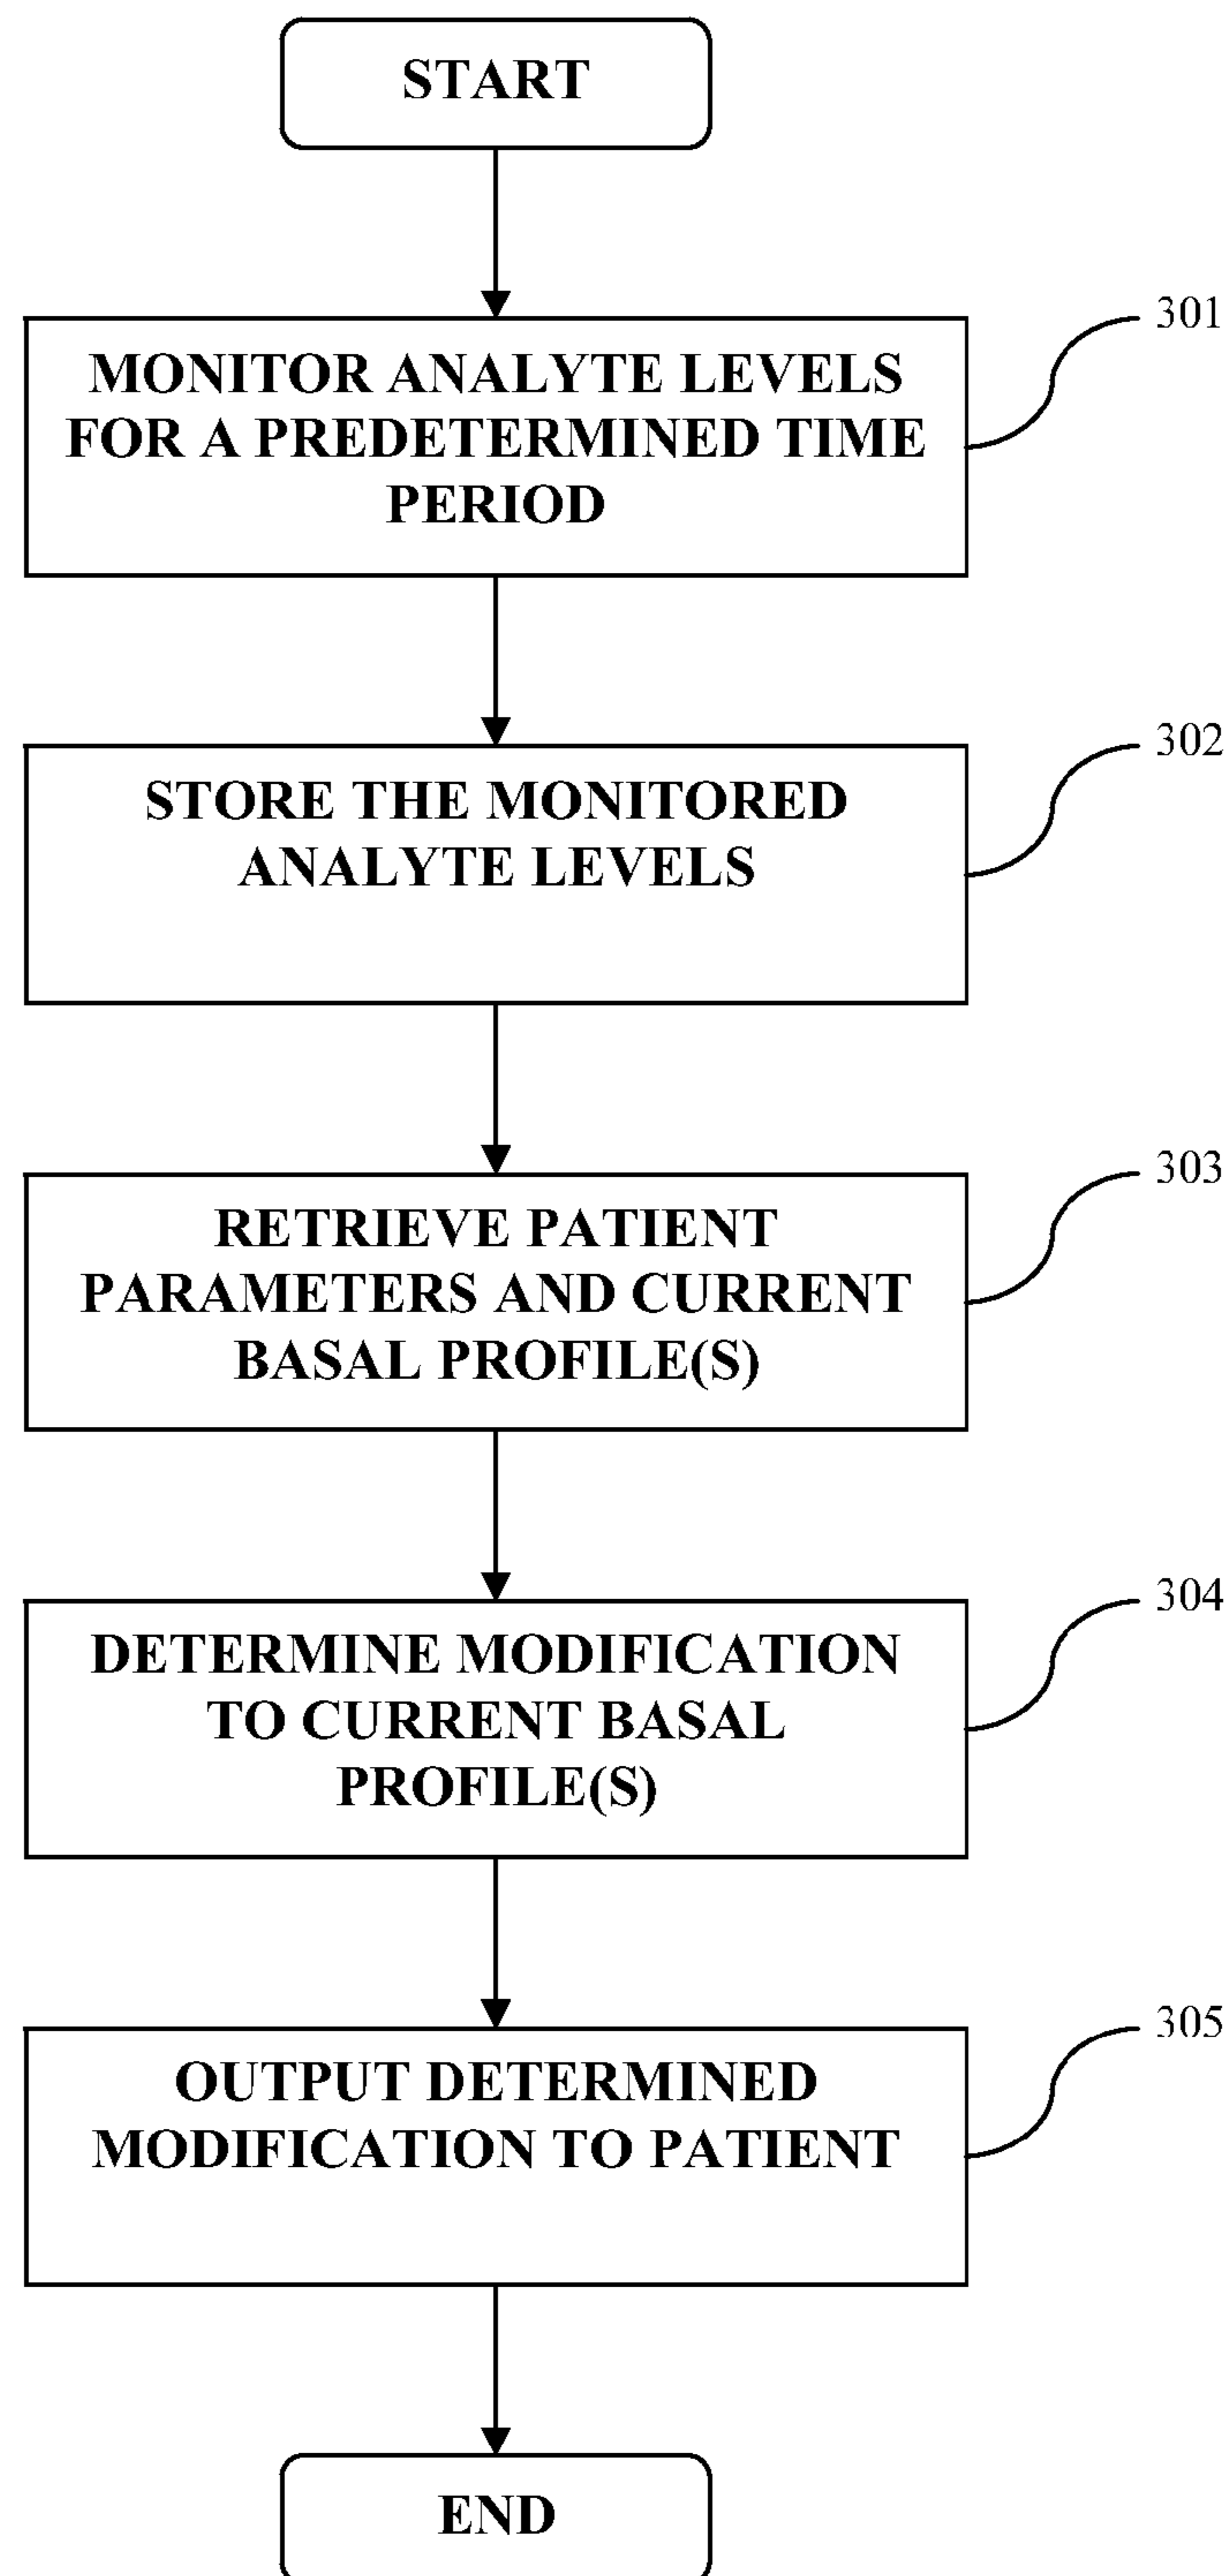 START
301
MONITOR ANALYTE LEVELS
FOR A PREDETERMINED TIME
PERIOD
302
STORE THE MONITORED
ANALYTE LEVELS
303
RETRIEVE PATIENT
PARAMETERS AND CURRENT
BASAL PROFILE(S)
304
DETERMINE MODIFICATION
TO CURRENT BASAL
PROFILE(S)
305
OUTPUT DETERMINED
MODIFICATION TO PATIENT
END